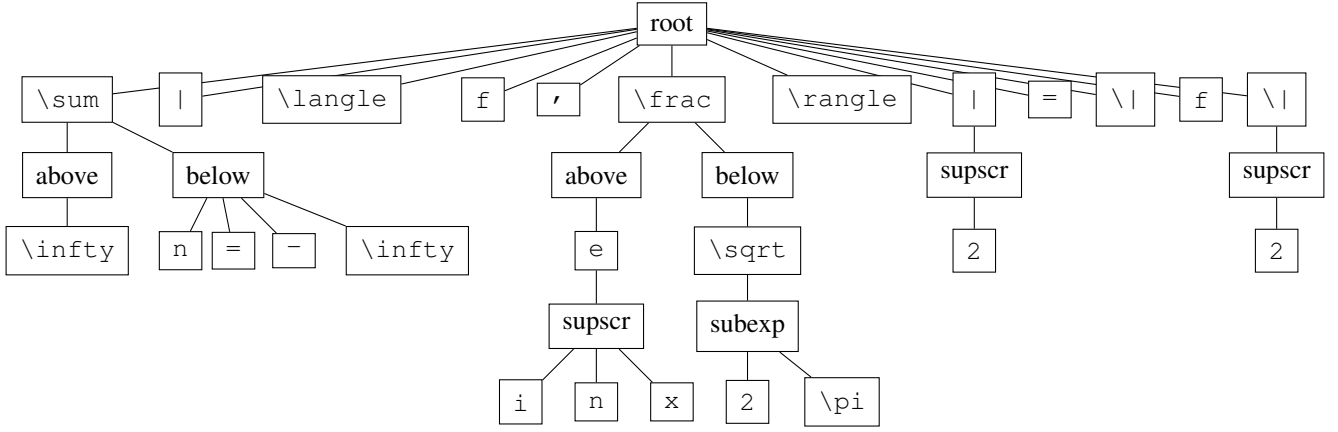 root
\sum | \langle f , \frac \rangle | = \| f \|
above below above below supscr supscr
\infty n = - \infty e \sqrt 2 2
supscr subexp
i n x 2 \pi